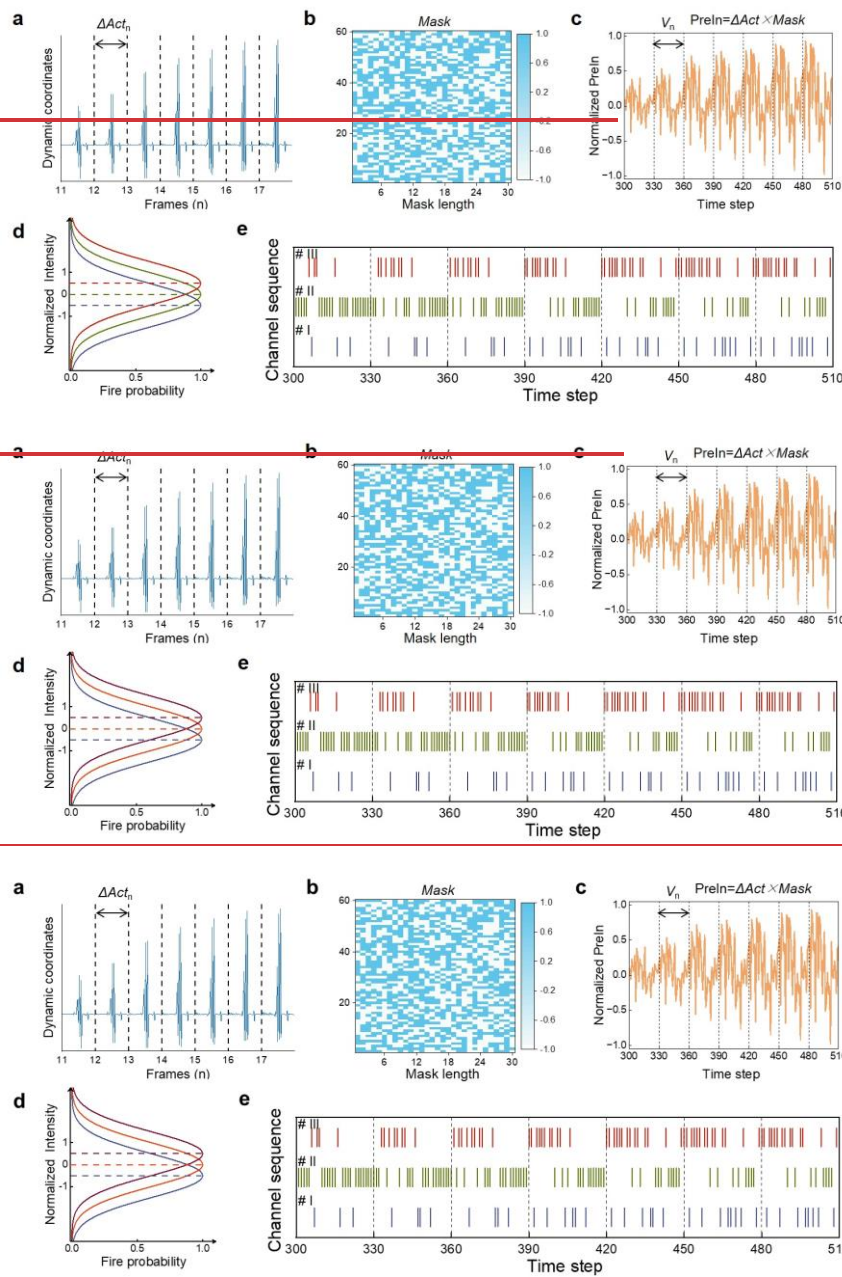 a
ΔActn
Dynamic coordinates
11 12 13 14 15 16 17
Frames (n)
b
Mask
60
40
20
6 12 18 24 30
Mask length
1.0
0.6
0.2
-0.2
-0.6
-1.0
c
Vn PreIn=ΔAct×Mask
Normalized PreIn
1.0
0.5
-0.5
-1.0
300 330 360 390 420 450 480 510
Time step
d
Normalized Intensity
1
0
-1
0.0 0.5 1.0
Fire probability
e
Channel sequence
# III
# II
# I
300 330 360 390 420 450 480 510
Time step
a
ΔActn
Dynamic coordinates
11 12 13 14 15 16 17
Frames (n)
b
Mask
60
40
20
6 12 18 24 30
Mask length
1.0
0.6
0.2
-0.2
-0.6
-1.0
c
Vn PreIn=ΔAct×Mask
Normalized PreIn
1.0
0.5
0.0
-0.5
-1.0
300 330 360 390 420 450 480 510
Time step
d
Normalized Intensity
1
0
-1
0.0 0.5 1.0
Fire probability
e
Channel sequence
# III
# II
# I
300 330 360 390 420 450 480 510
Time step
a
ΔActn
Dynamic coordinates
11 12 13 14 15 16 17
Frames (n)
b
Mask
60
40
20
6 12 18 24 30
Mask length
1.0
0.6
0.2
-0.2
-0.6
-1.0
c
Vn PreIn=ΔAct×Mask
Normalized PreIn
1.0
0.5
0.0
-0.5
-1.0
300 330 360 390 420 450 480 510
Time step
d
Normalized Intensity
1
0
-1
0.0 0.5 1.0
Fire probability
e
Channel sequence
# III
# II
# I
300 330 360 390 420 450 480 510
Time step